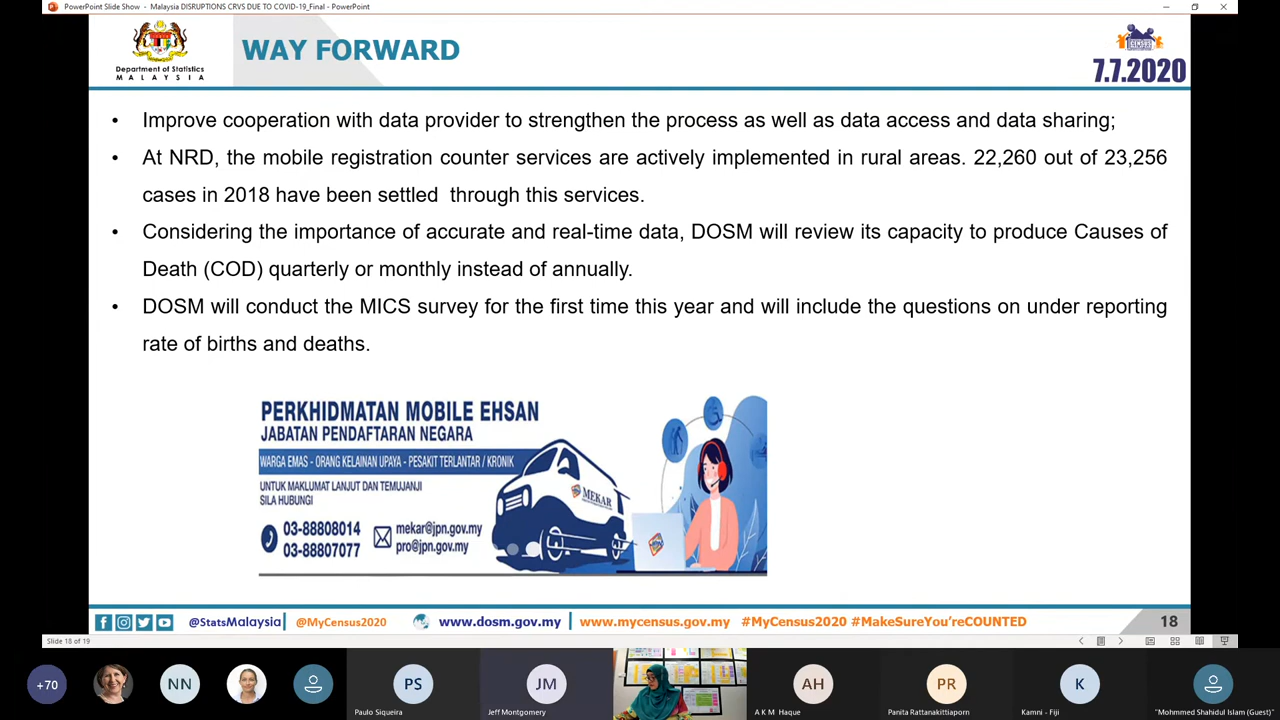 PowerPoint Slide Show - Malaysia DISRUPTIONS CRVS DUE TO COVID-19_Final - PowerPoint
Department of Statistics
MALAYSIA
WAY FORWARD
CENSUS
7.7.2020
• Improve cooperation with data provider to strengthen the process as well as data access and data sharing;
• At NRD, the mobile registration counter services are actively implemented in rural areas. 22,260 out of 23,256
cases in 2018 have been settled through this services.
• Considering the importance of accurate and real-time data, DOSM will review its capacity to produce Causes of
Death (COD) quarterly or monthly instead of annually.
• DOSM will conduct the MICS survey for the first time this year and will include the questions on under reporting
rate of births and deaths.
PERKHIDMATAN MOBILE EHSAN
JABATAN PENDAFTARAN NEGARA
WARGA EMAS - ORANG KELAINAN UPAYA - PESAKIT TERLANTAR / KRONIK
UNTUK MAKLUMAT LANJUT DAN TEMUJANJI
SILA HUBUNGI
03-88808014
03-88807077
mekar@jpn.gov.my
pro@jpn.gov.my
MEKAR
@StatsMalaysia
@MyCensus2020
www.dosm.gov.my
www.mycensus.gov.my
#MyCensus2020 #MakeSureYou'reCOUNTED
18
Slide 18 of 19
+70
NN
PS
JM
AH
PR
K
Paulo Siqueira
Jeff Montgomery
A K M Haque
Panita Rattanakittiaporn
Kamni - Fiji
"Mohmmed Shahidul Islam (Guest)"